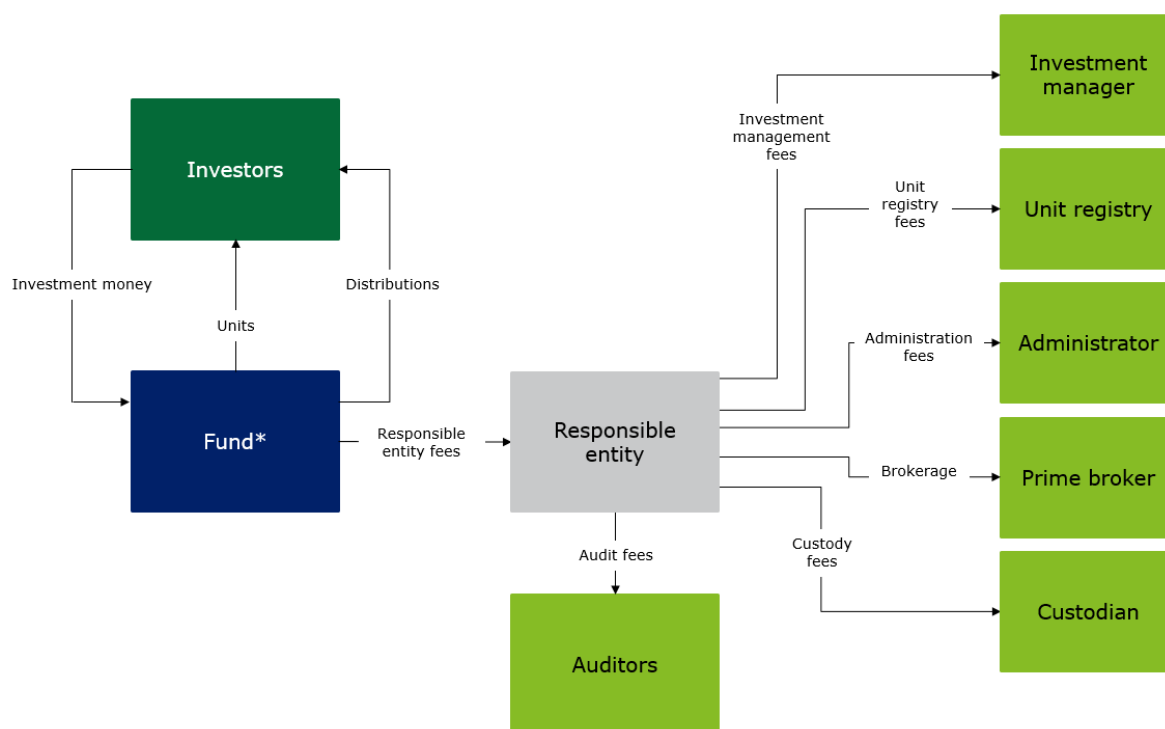 Investment
manager
Investment
management
fees
Investors
Unit
registry
fees
Unit registry
Investment money
Distributions
Units
Administration
fees
Administrator
Fund*
Responsible
entity fees
Responsible
entity
Brokerage
Prime broker
Audit fees
Custody
fees
Custodian
Auditors